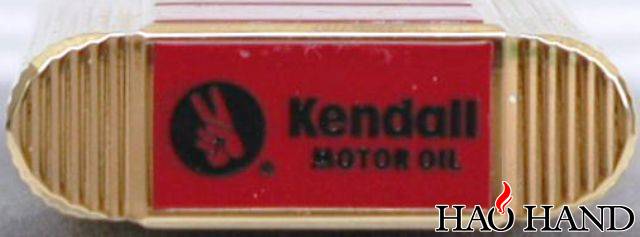 Kendall
®
MOTOR OIL
HAO HAND